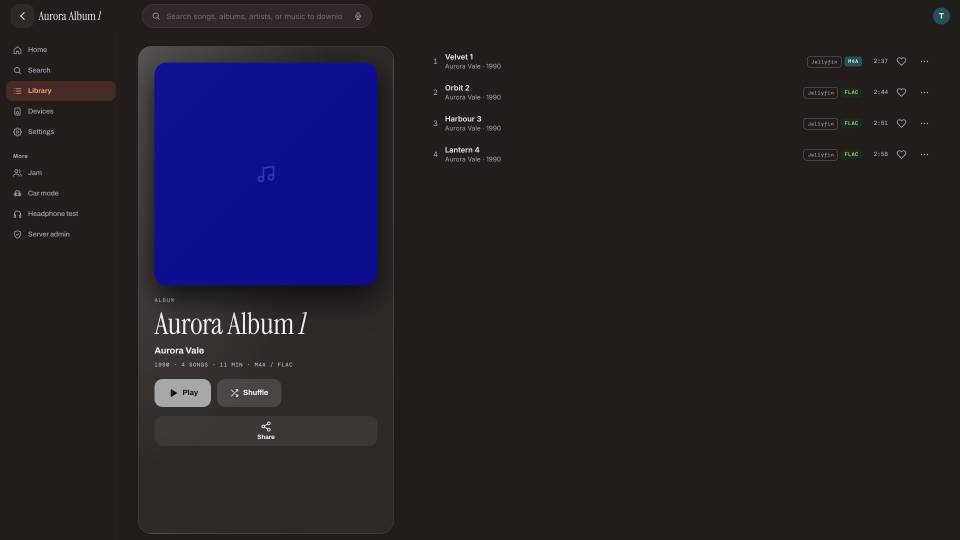 Aurora Album 1
Search songs, albums, artists, or music to downlo
T
Home
Search
Library
Devices
Settings
More
Jam
Car mode
Headphone test
Server admin
ALBUM
Aurora Album 1
Aurora Vale
1990 · 4 SONGS · 11 MIN · M4A / FLAC
Play
Shuffle
Share
1 Velvet 1 Jellyfin M4A 2:37
Aurora Vale · 1990
2 Orbit 2 Jellyfin FLAC 2:44
Aurora Vale · 1990
3 Harbour 3 Jellyfin FLAC 2:51
Aurora Vale · 1990
4 Lantern 4 Jellyfin FLAC 2:58
Aurora Vale · 1990